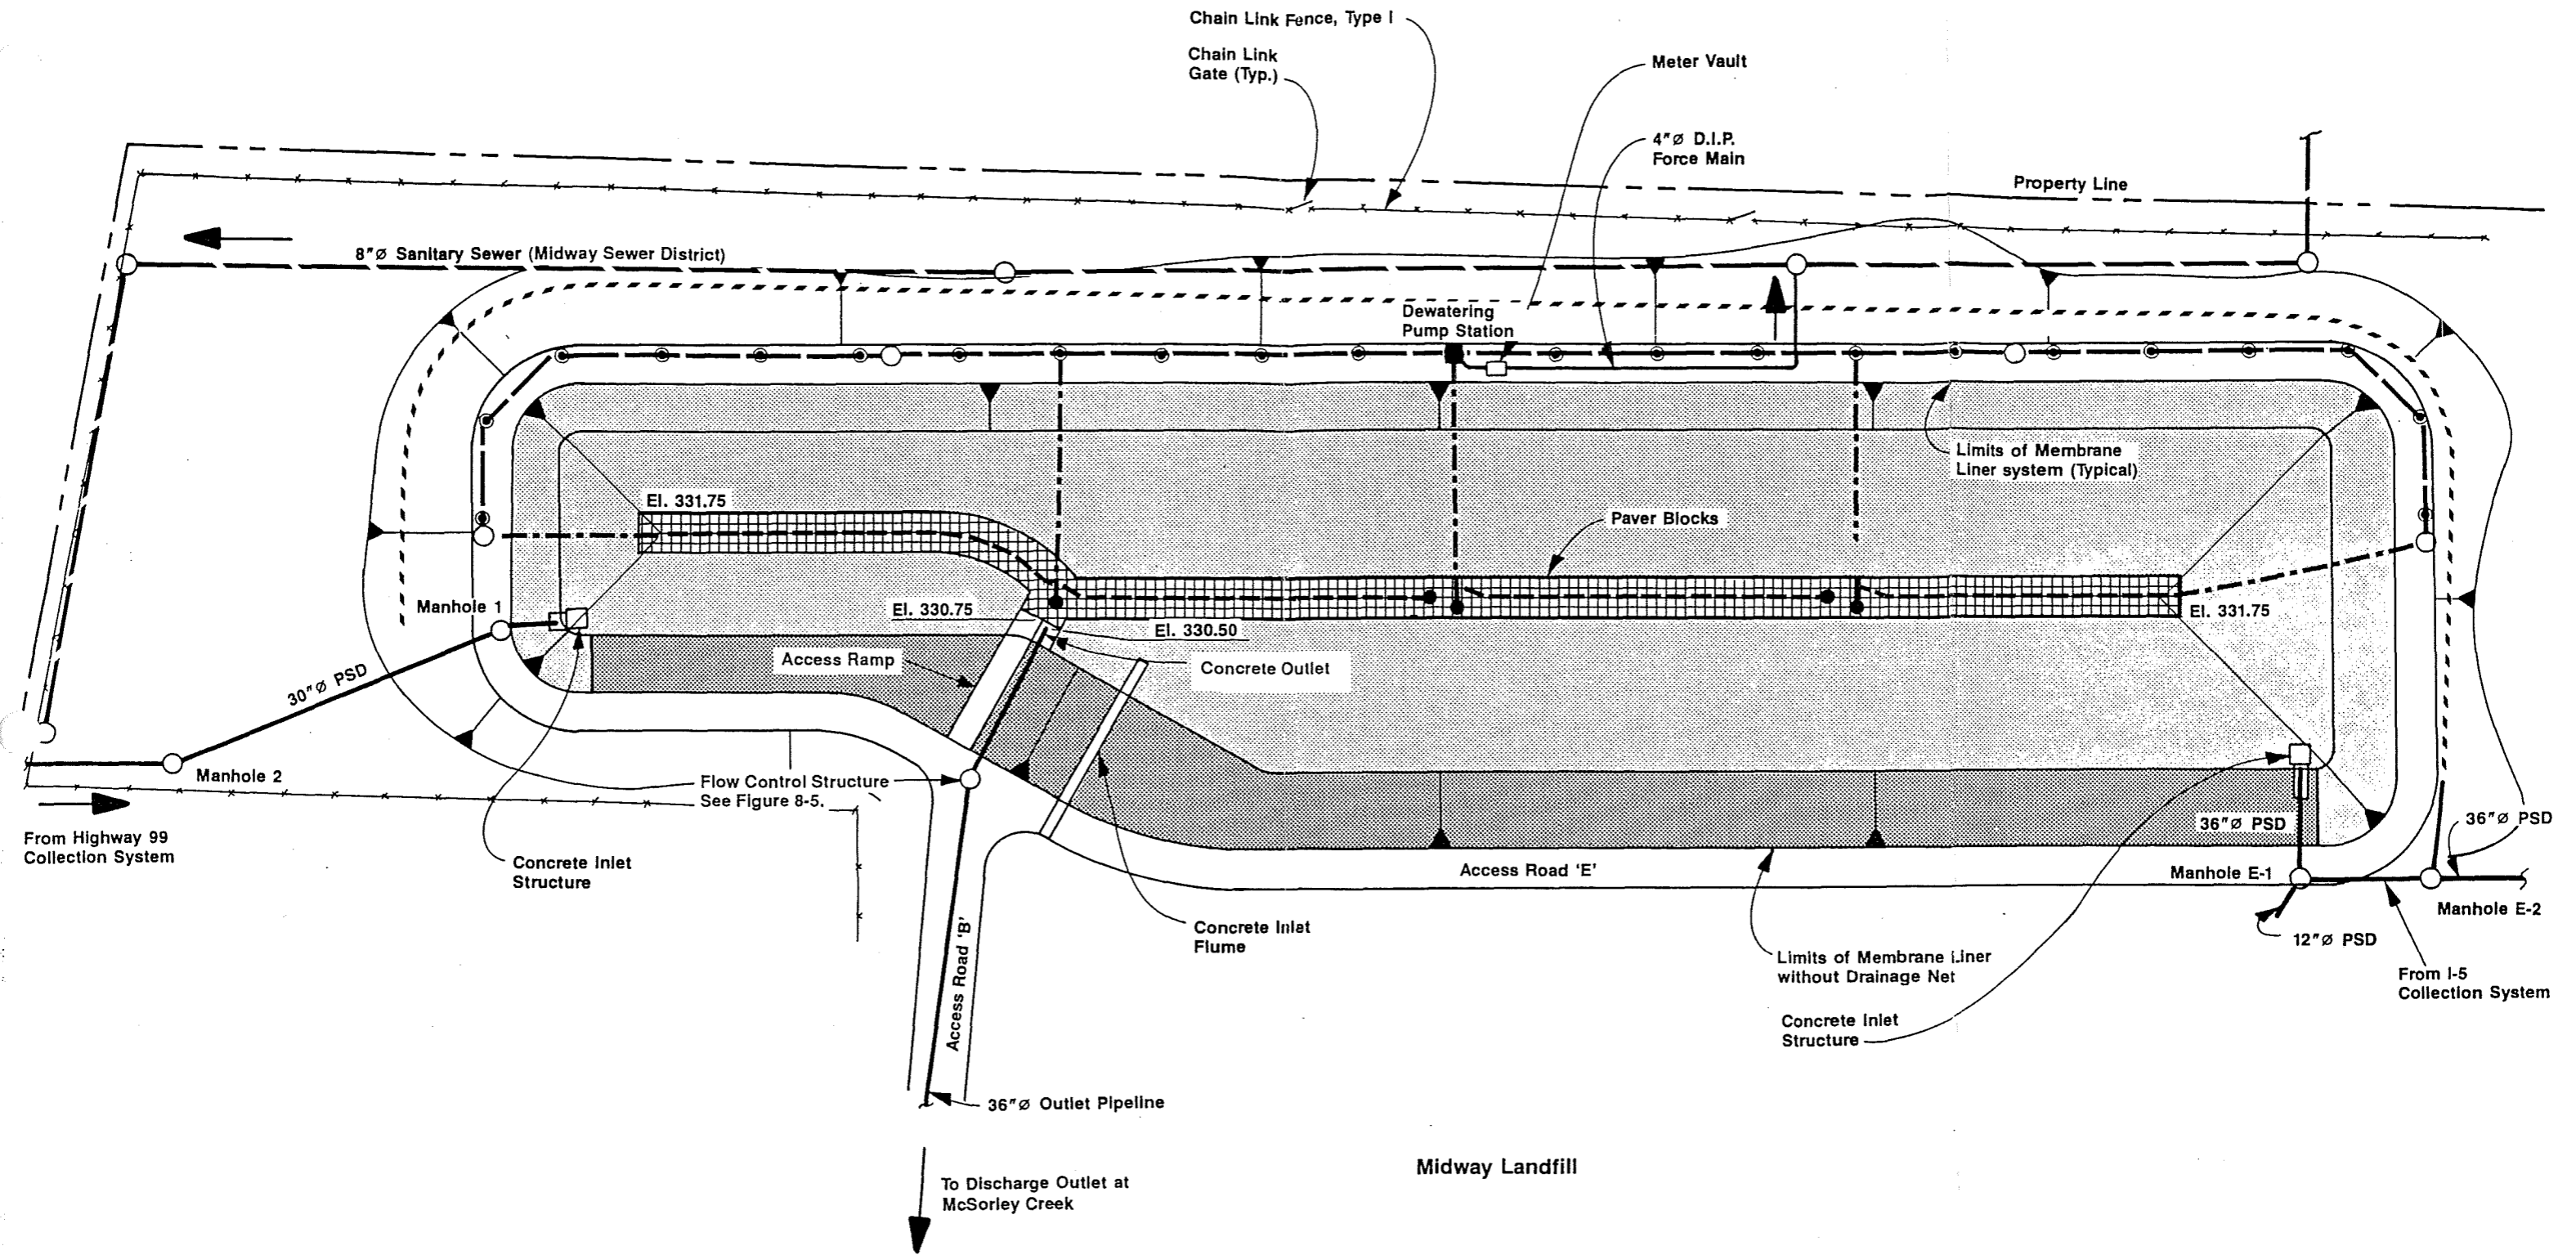 Chain Link Fence, Type I
Chain Link
Gate (Typ.)
Meter Vault
4"Ø D.I.P.
Force Main
Property Line
8"Ø Sanitary Sewer (Midway Sewer District)
Dewatering
Pump Station
Limits of Membrane
Liner system (Typical)
El. 331.75
Paver Blocks
Manhole 1
El. 330.75
El. 330.50
El. 331.75
Access Ramp
Concrete Outlet
30"Ø PSD
Manhole 2
Flow Control Structure
See Figure 8-5.
36"Ø PSD
36"Ø PSD
From Highway 99
Collection System
Concrete Inlet
Structure
Access Road 'E'
Manhole E-1
Manhole E-2
Concrete Inlet
Flume
12"Ø PSD
Access Road 'B'
Limits of Membrane Liner
without Drainage Net
From I-5
Collection System
Concrete Inlet
Structure
36"Ø Outlet Pipeline
Midway Landfill
To Discharge Outlet at
McSorley Creek